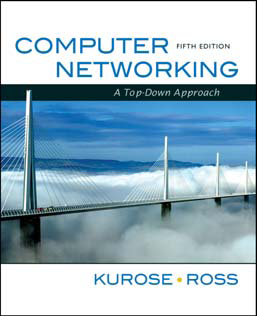 COMPUTER
FIFTH EDITION
NETWORKING
A Top-Down Approach
KUROSE • ROSS